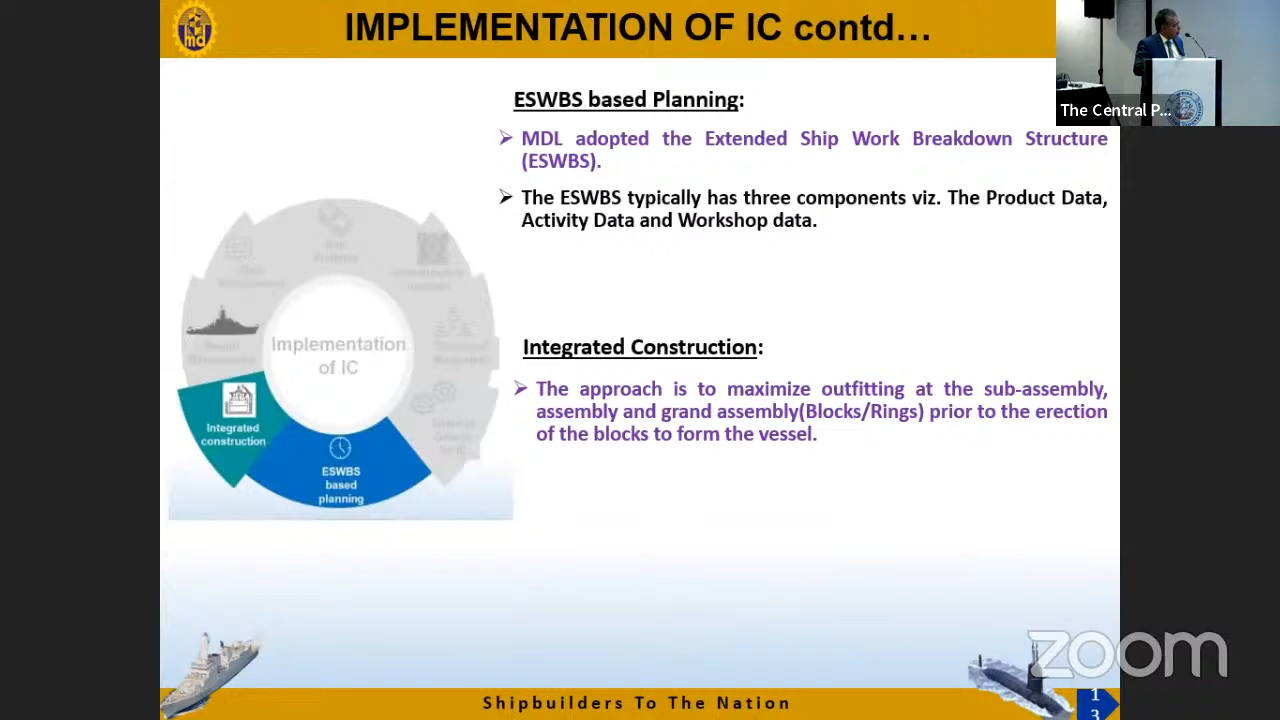 IMPLEMENTATION OF IC contd...
The Central P...
ESWBS based Planning:
➢ MDL adopted the Extended Ship Work Breakdown Structure
(ESWBS).
➢ The ESWBS typically has three components viz. The Product Data,
Activity Data and Workshop data.
Implementation
of IC
Integrated
construction
ESWBS
based
planning
Integrated Construction:
➢ The approach is to maximize outfitting at the sub-assembly,
assembly and grand assembly(Blocks/Rings) prior to the erection
of the blocks to form the vessel.
zoom
Shipbuilders To The Nation
1
3